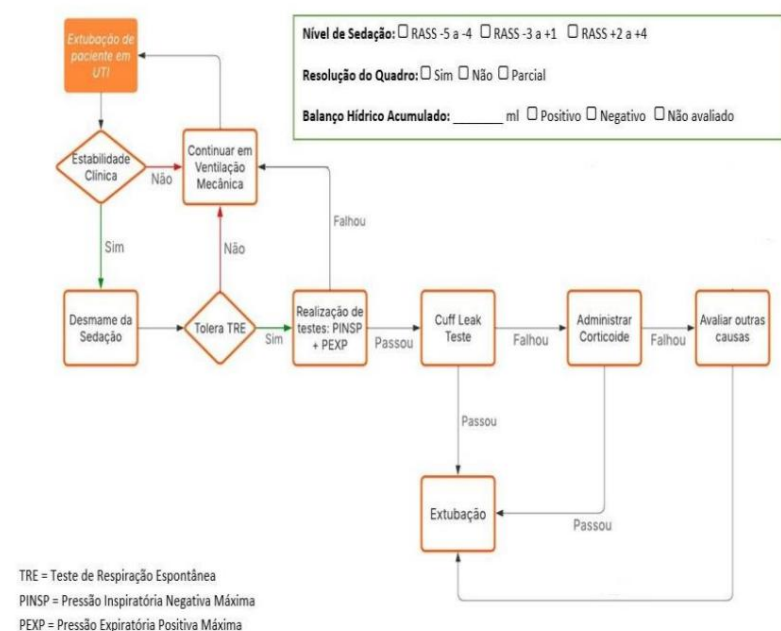 Extubação de
paciente em
UTI
Nível de Sedação: ☐ RASS -5 a -4 ☐ RASS -3 a +1 ☐ RASS +2 a +4
Resolução do Quadro: ☐ Sim ☐ Não ☐ Parcial
Balanço Hídrico Acumulado: ________ ml ☐ Positivo ☐ Negativo ☐ Não avaliado
Estabilidade
Clínica
Não
Continuar em
Ventilação
Mecânica
Falhou
Sim
Não
Desmame da
Sedação
Tolera TRE
Sim
Realização de
testes: PINSP
+ PEXP
Passou
Cuff Leak
Teste
Falhou
Administrar
Corticoide
Falhou
Avaliar outras
causas
Passou
Extubação
Passou
TRE = Teste de Respiração Espontânea
PINSP = Pressão Inspiratória Negativa Máxima
PEXP = Pressão Expiratória Positiva Máxima